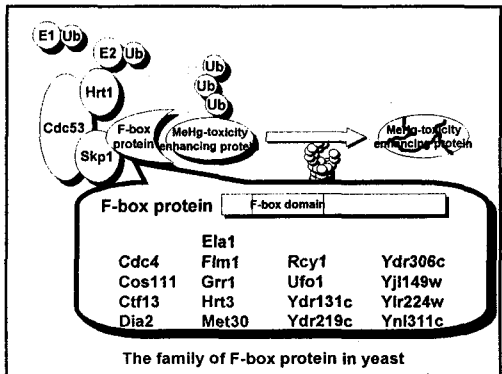 E1 Ub
E2 Ub
Ub
Ub
Ub
Hrt1
Cdc53
Skp1
F-box
protein
MeHg-toxicity
enhancing protein
MeHg-toxicity
enhancing protein
F-box protein
F-box domain
Ela1
Cdc4 Flm1 Rcy1 Ydr306c
Cos111 Grr1 Ufo1 Yjl149w
Ctf13 Hrt3 Ydr131c Ylr224w
Dia2 Met30 Ydr219c Ynl311c
The family of F-box protein in yeast